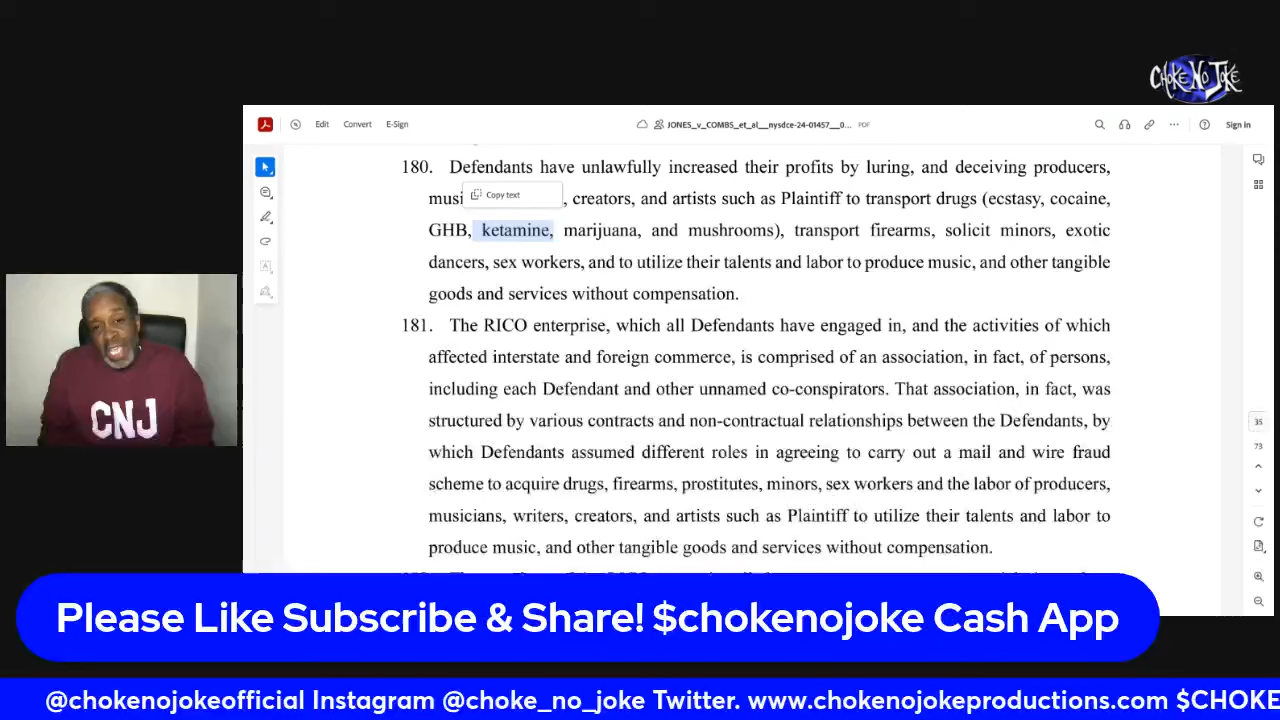 CHOKE NO JOKE
Edit Convert E-Sign
JONES_v_COMBS_et_al__nysdce-24-01457__0... PDF
Sign in
180. Defendants have unlawfully increased their profits by luring, and deceiving producers,
Copy text
musi , creators, and artists such as Plaintiff to transport drugs (ecstasy, cocaine,
GHB, ketamine, marijuana, and mushrooms), transport firearms, solicit minors, exotic
dancers, sex workers, and to utilize their talents and labor to produce music, and other tangible
goods and services without compensation.
181. The RICO enterprise, which all Defendants have engaged in, and the activities of which
affected interstate and foreign commerce, is comprised of an association, in fact, of persons,
including each Defendant and other unnamed co-conspirators. That association, in fact, was
structured by various contracts and non-contractual relationships between the Defendants, by
which Defendants assumed different roles in agreeing to carry out a mail and wire fraud
scheme to acquire drugs, firearms, prostitutes, minors, sex workers and the labor of producers,
musicians, writers, creators, and artists such as Plaintiff to utilize their talents and labor to
produce music, and other tangible goods and services without compensation.
35
73
CNJ
Please Like Subscribe & Share! $chokenojoke Cash App
@chokenojokeofficial Instagram @choke_no_joke Twitter. www.chokenojokeproductions.com $CHOKE